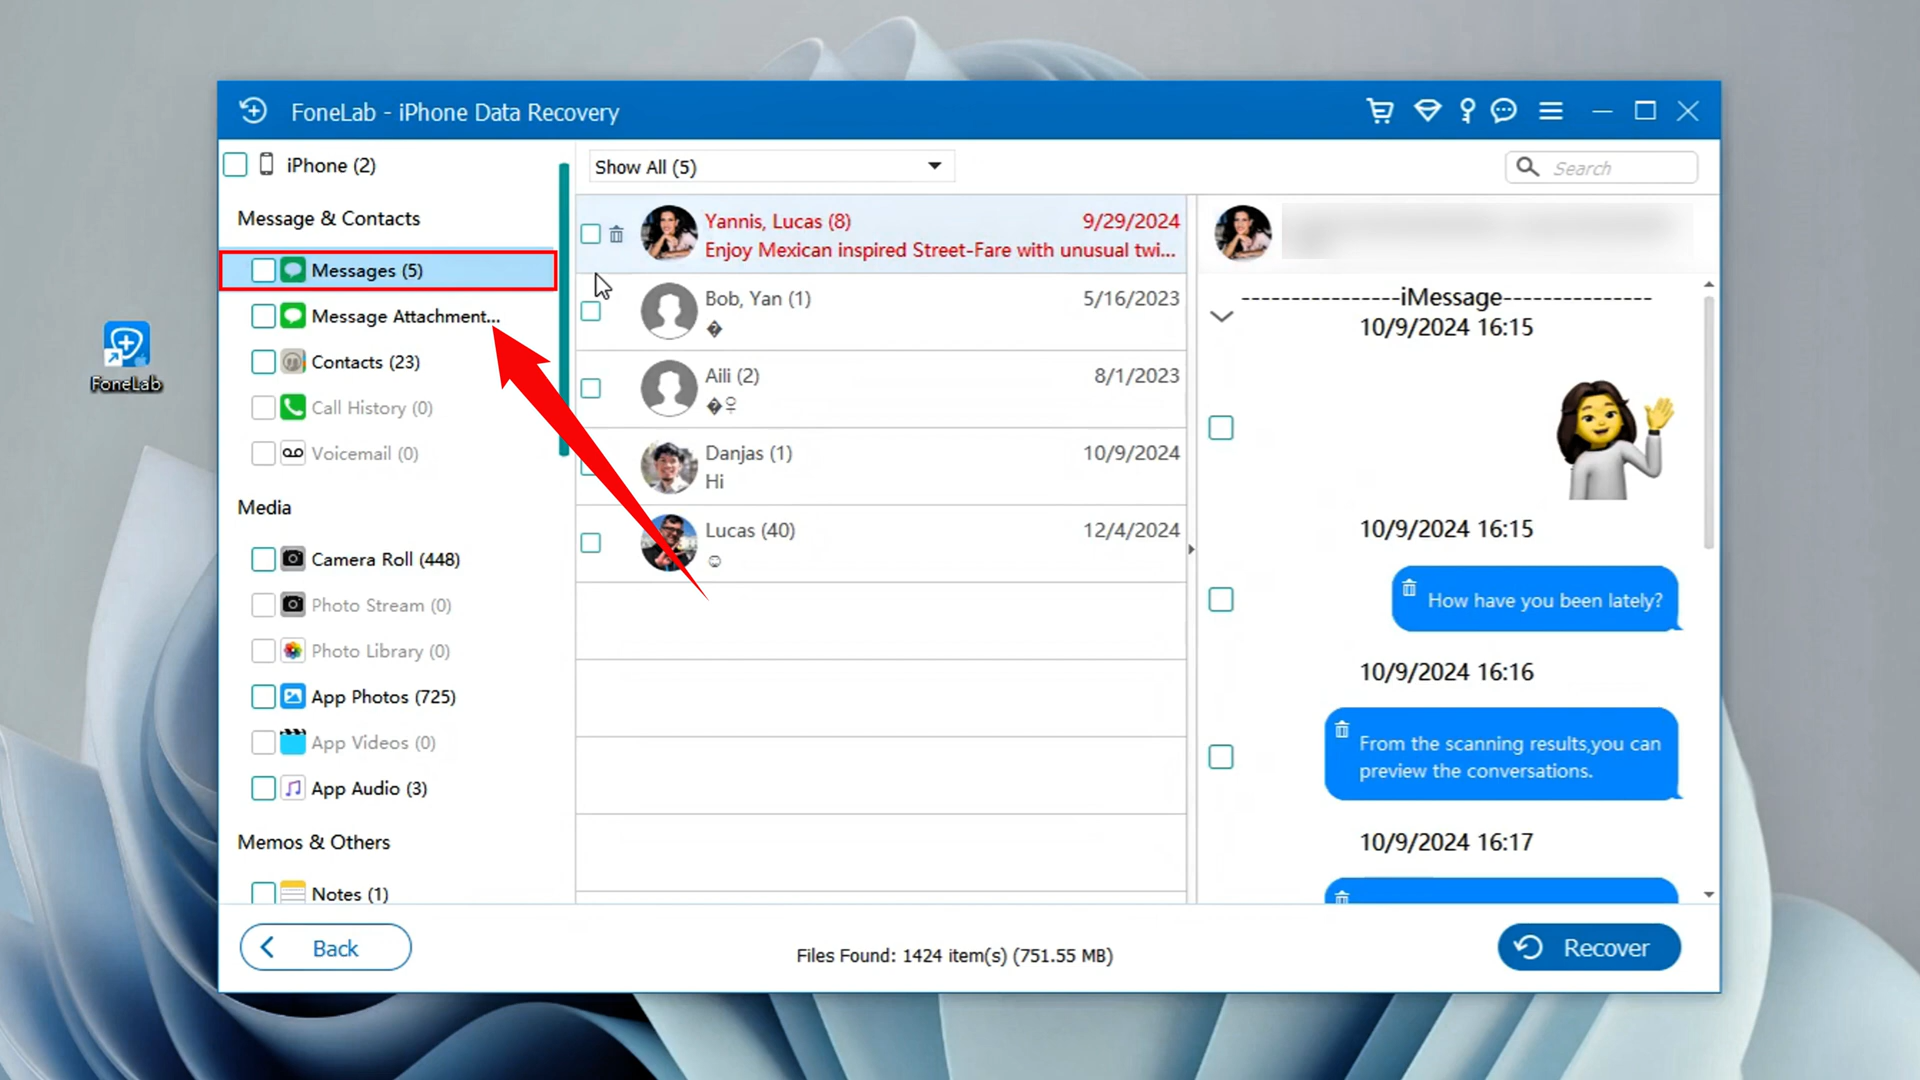 FoneLab - iPhone Data Recovery
iPhone (2)
Message & Contacts
Messages (5)
Message Attachment...
Contacts (23)
Call History (0)
Voicemail (0)
Media
Camera Roll (448)
Photo Stream (0)
Photo Library (0)
App Photos (725)
App Videos (0)
App Audio (3)
Memos & Others
Notes (1)
Show All (5)
Search
Yannis, Lucas (8)
9/29/2024
Enjoy Mexican inspired Street-Fare with unusual twi...
Bob, Yan (1)
5/16/2023
�
Aili (2)
8/1/2023
�♀
Danjas (1)
10/9/2024
Hi
Lucas (40)
12/4/2024
----------------iMessage---------------
10/9/2024 16:15
10/9/2024 16:15
How have you been lately?
10/9/2024 16:16
From the scanning results,you can
preview the conversations.
10/9/2024 16:17
Back
Files Found: 1424 item(s) (751.55 MB)
Recover
FoneLab